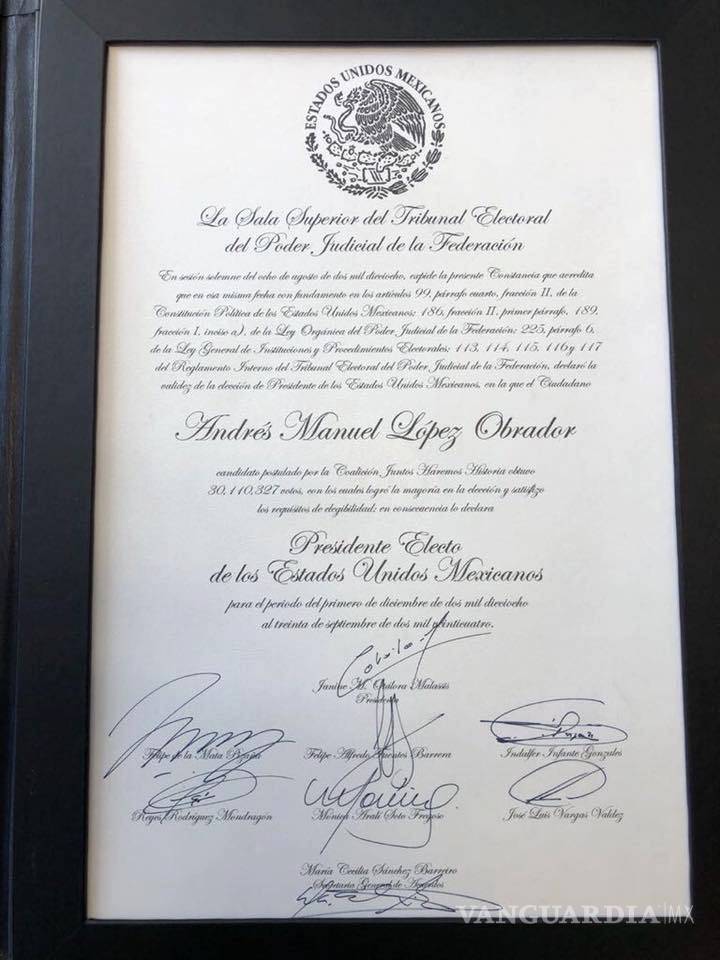 ESTADOS UNIDOS MEXICANOS
La Sala Superior del Tribunal Electoral
del Poder Judicial de la Federación
En sesión solemne del ocho de agosto de dos mil dieciocho, expide la presente Constancia que acredita
que en esa misma fecha con fundamento en los artículos 99, párrafo cuarto, fracción II, de la
Constitución Política de los Estados Unidos Mexicanos; 186, fracción II, primer párrafo, 189,
fracción I, inciso a), de la Ley Orgánica del Poder Judicial de la Federación; 225, párrafo 6,
de la Ley General de Instituciones y Procedimientos Electorales; 113, 114, 115, 116 y 117
del Reglamento Interno del Tribunal Electoral del Poder Judicial de la Federación, declaró la
validez de la elección de Presidente de los Estados Unidos Mexicanos, en la que el Ciudadano
Andrés Manuel López Obrador
candidato postulado por la Coalición Juntos Haremos Historia obtuvo
30,110,327 votos, con los cuales logró la mayoría en la elección y satisfizo
los requisitos de elegibilidad; en consecuencia lo declara
Presidente Electo
de los Estados Unidos Mexicanos
para el periodo del primero de diciembre de dos mil dieciocho
al treinta de septiembre de dos mil veinticuatro.
Janine M. Otálora Malassis
Presidenta
Felipe de la Mata Pizaña
Felipe Alfredo Fuentes Barrera
Indalfer Infante Gonzales
Reyes Rodríguez Mondragón
Mónica Aralí Soto Fregoso
José Luis Vargas Valdez
María Cecilia Sánchez Barreiro
Secretaria General de Acuerdos
VANGUARDIA|MX